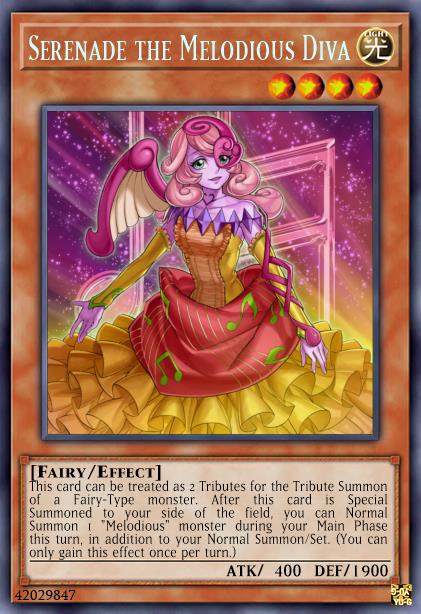 Serenade the Melodious Diva
LIGHT
光
[Fairy/Effect]
This card can be treated as 2 Tributes for the Tribute Summon
of a Fairy-Type monster. After this card is Special
Summoned to your side of the field, you can Normal
Summon 1 "Melodious" monster during your Main Phase
this turn, in addition to your Normal Summon/Set. (You can
only gain this effect once per turn.)
ATK/ 400 DEF/1900
42029847